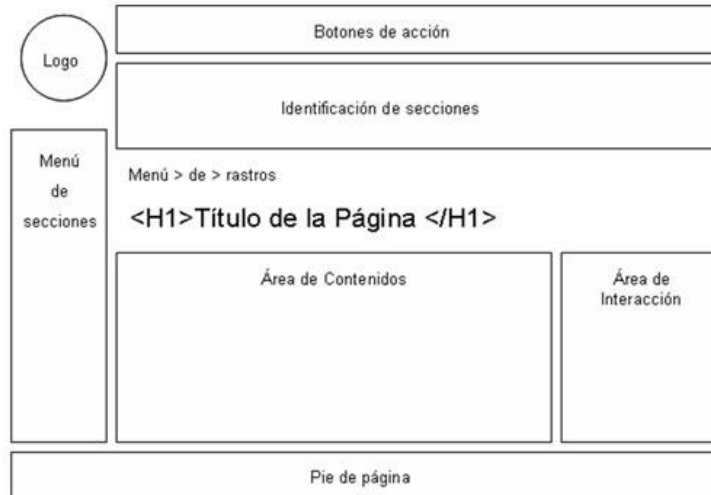 Botones de acción
Logo
Identificación de secciones
Menú
de
secciones
Menú > de > rastros
<H1>Título de la Página </H1>
Área de Contenidos
Área de
Interacción
Pie de página